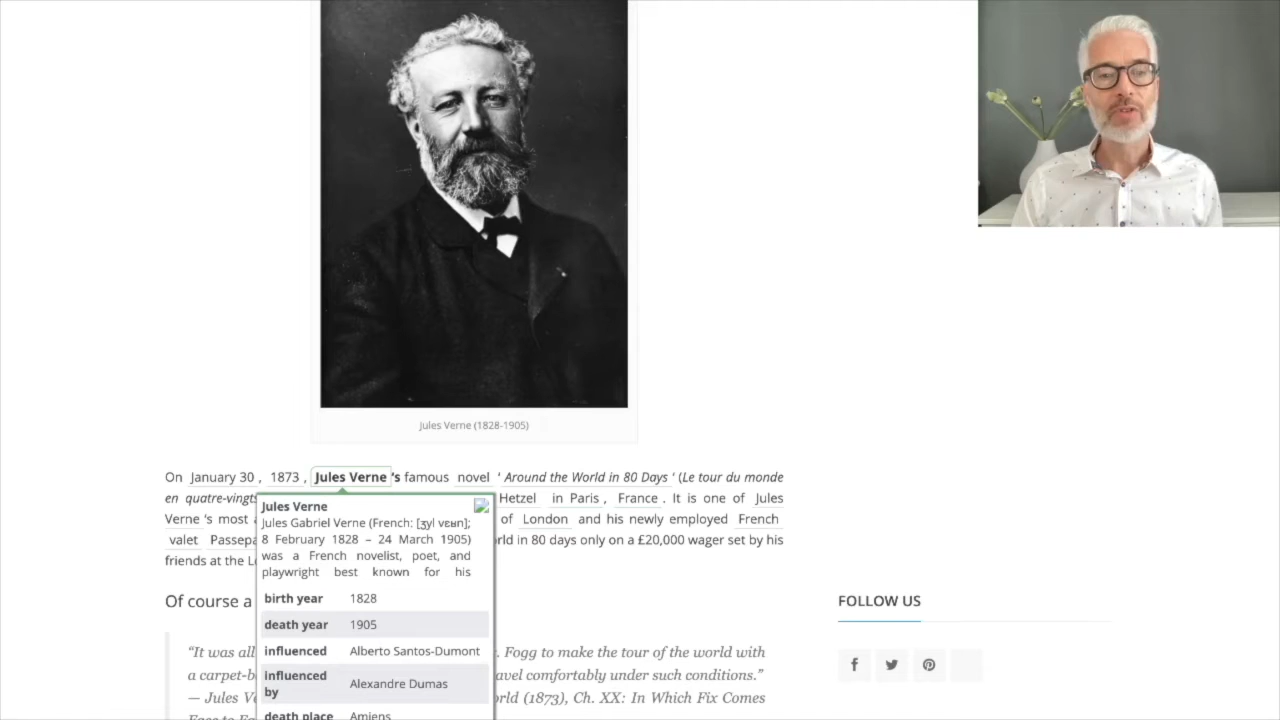 Jules Verne (1828-1905)
On January 30 , 1873 , Jules Verne 's famous novel ' Around the World in 80 Days ' (Le tour du monde
en quatre-vingts Hetzel in Paris , France . It is one of Jules
Verne 's most of London and his newly employed French
valet Passepa rld in 80 days only on a £20,000 wager set by his
friends at the
Jules Verne
Jules Gabriel Verne (French: [ʒyl vɛʁn];
8 February 1828 – 24 March 1905)
was a French novelist, poet, and
playwright best known for his
birth year 1828
death year 1905
influenced Alberto Santos-Dumont
influenced by Alexandre Dumas
death place Amiens
Of course a
“It was all . Fogg to make the tour of the world with
a carpet-b avel comfortably under such conditions.”
— Jules Ve rld (1873), Ch. XX: In Which Fix Comes
FOLLOW US